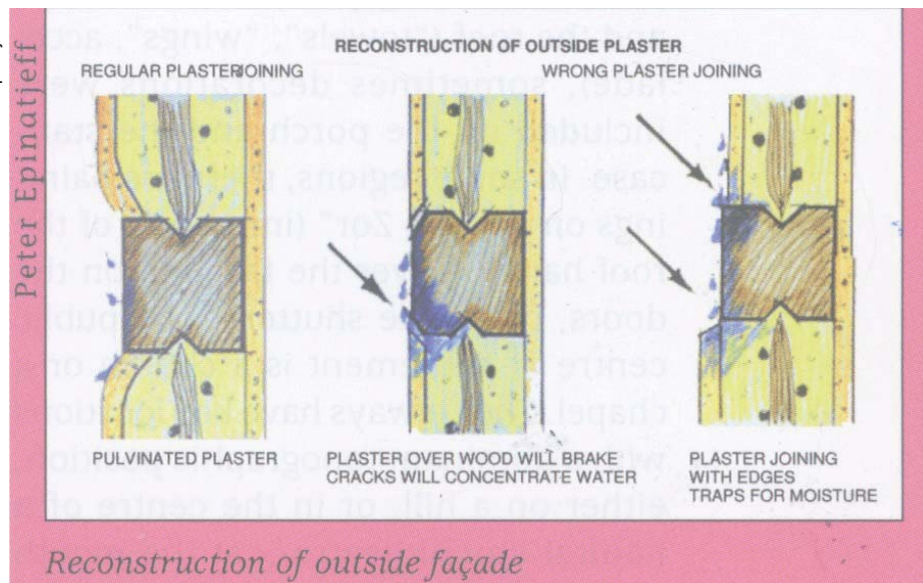 Peter Epinatjeff
RECONSTRUCTION OF OUTSIDE PLASTER
REGULAR PLASTERJOINING
WRONG PLASTER JOINING
PULVINATED PLASTER
PLASTER OVER WOOD WILL BRAKE
CRACKS WILL CONCENTRATE WATER
PLASTER JOINING
WITH EDGES
TRAPS FOR MOISTURE
Reconstruction of outside façade